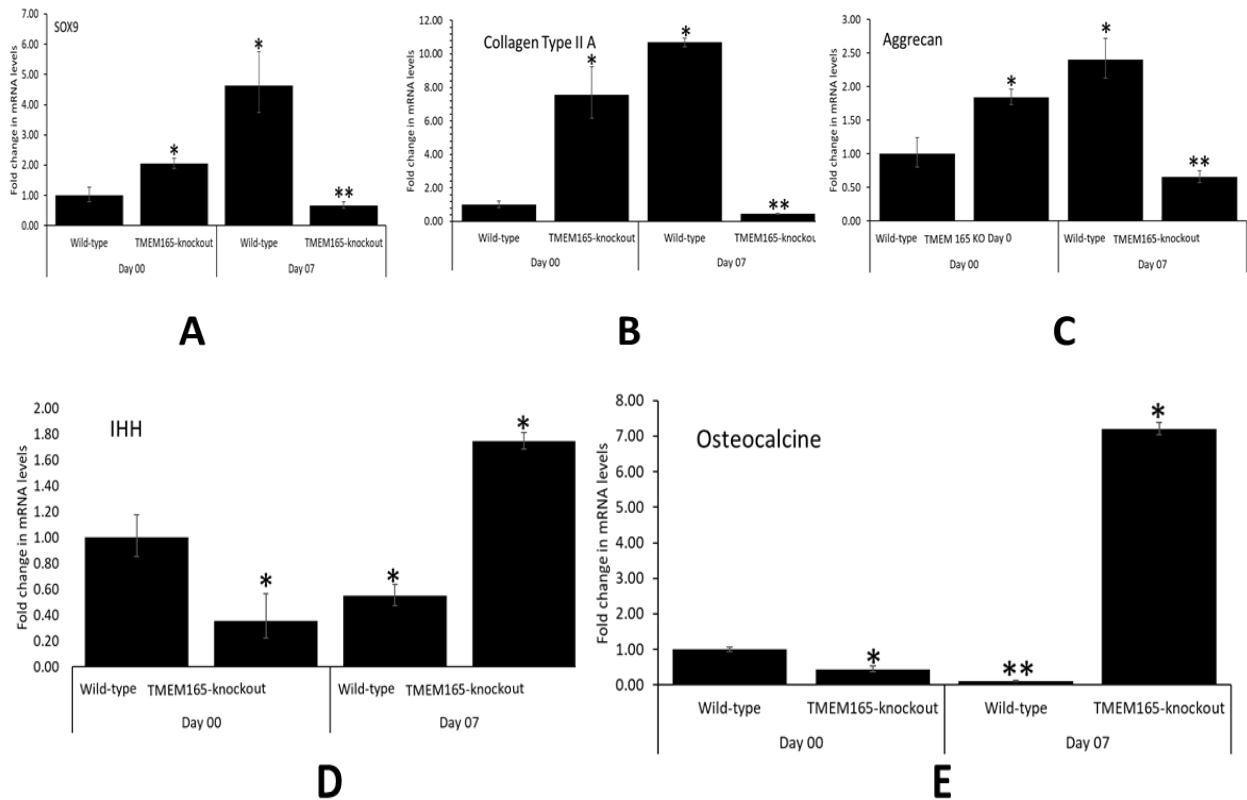 SOX9
Fold change in mRNA levels
7.00
6.00
5.00
4.00
3.00
2.00
1.00
0.00
*
*
**
Wild-type TMEM165-knockout Wild-type TMEM165-knockout
Day 00 Day 07
A
Collagen Type II A
Fold change in mRNA levels
12.00
10.00
8.00
6.00
4.00
2.00
0.00
*
*
**
Wild-type TMEM165-knockout Wild-type TMEM165-knockou
Day 00 Day 07
B
Aggrecan
Fold change in mRNA levels
3.00
2.50
2.00
1.50
1.00
0.50
0.00
*
*
**
Wild-type TMEM 165 KO Day 0 Wild-type TMEM165-knockout
Day 00 Day 07
C
IHH
Fold change in mRNA levels
2.00
1.80
1.60
1.40
1.20
1.00
0.80
0.60
0.40
0.20
0.00
*
*
*
Wild-type TMEM165-knockout Wild-type TMEM165-knockout
Day 00 Day 07
D
Osteocalcine
Fold change in mRNA levels
8.00
7.00
6.00
5.00
4.00
3.00
2.00
1.00
0.00
*
**
*
Wild-type TMEM165-knockout Wild-type TMEM165-knockout
Day 00 Day 07
E